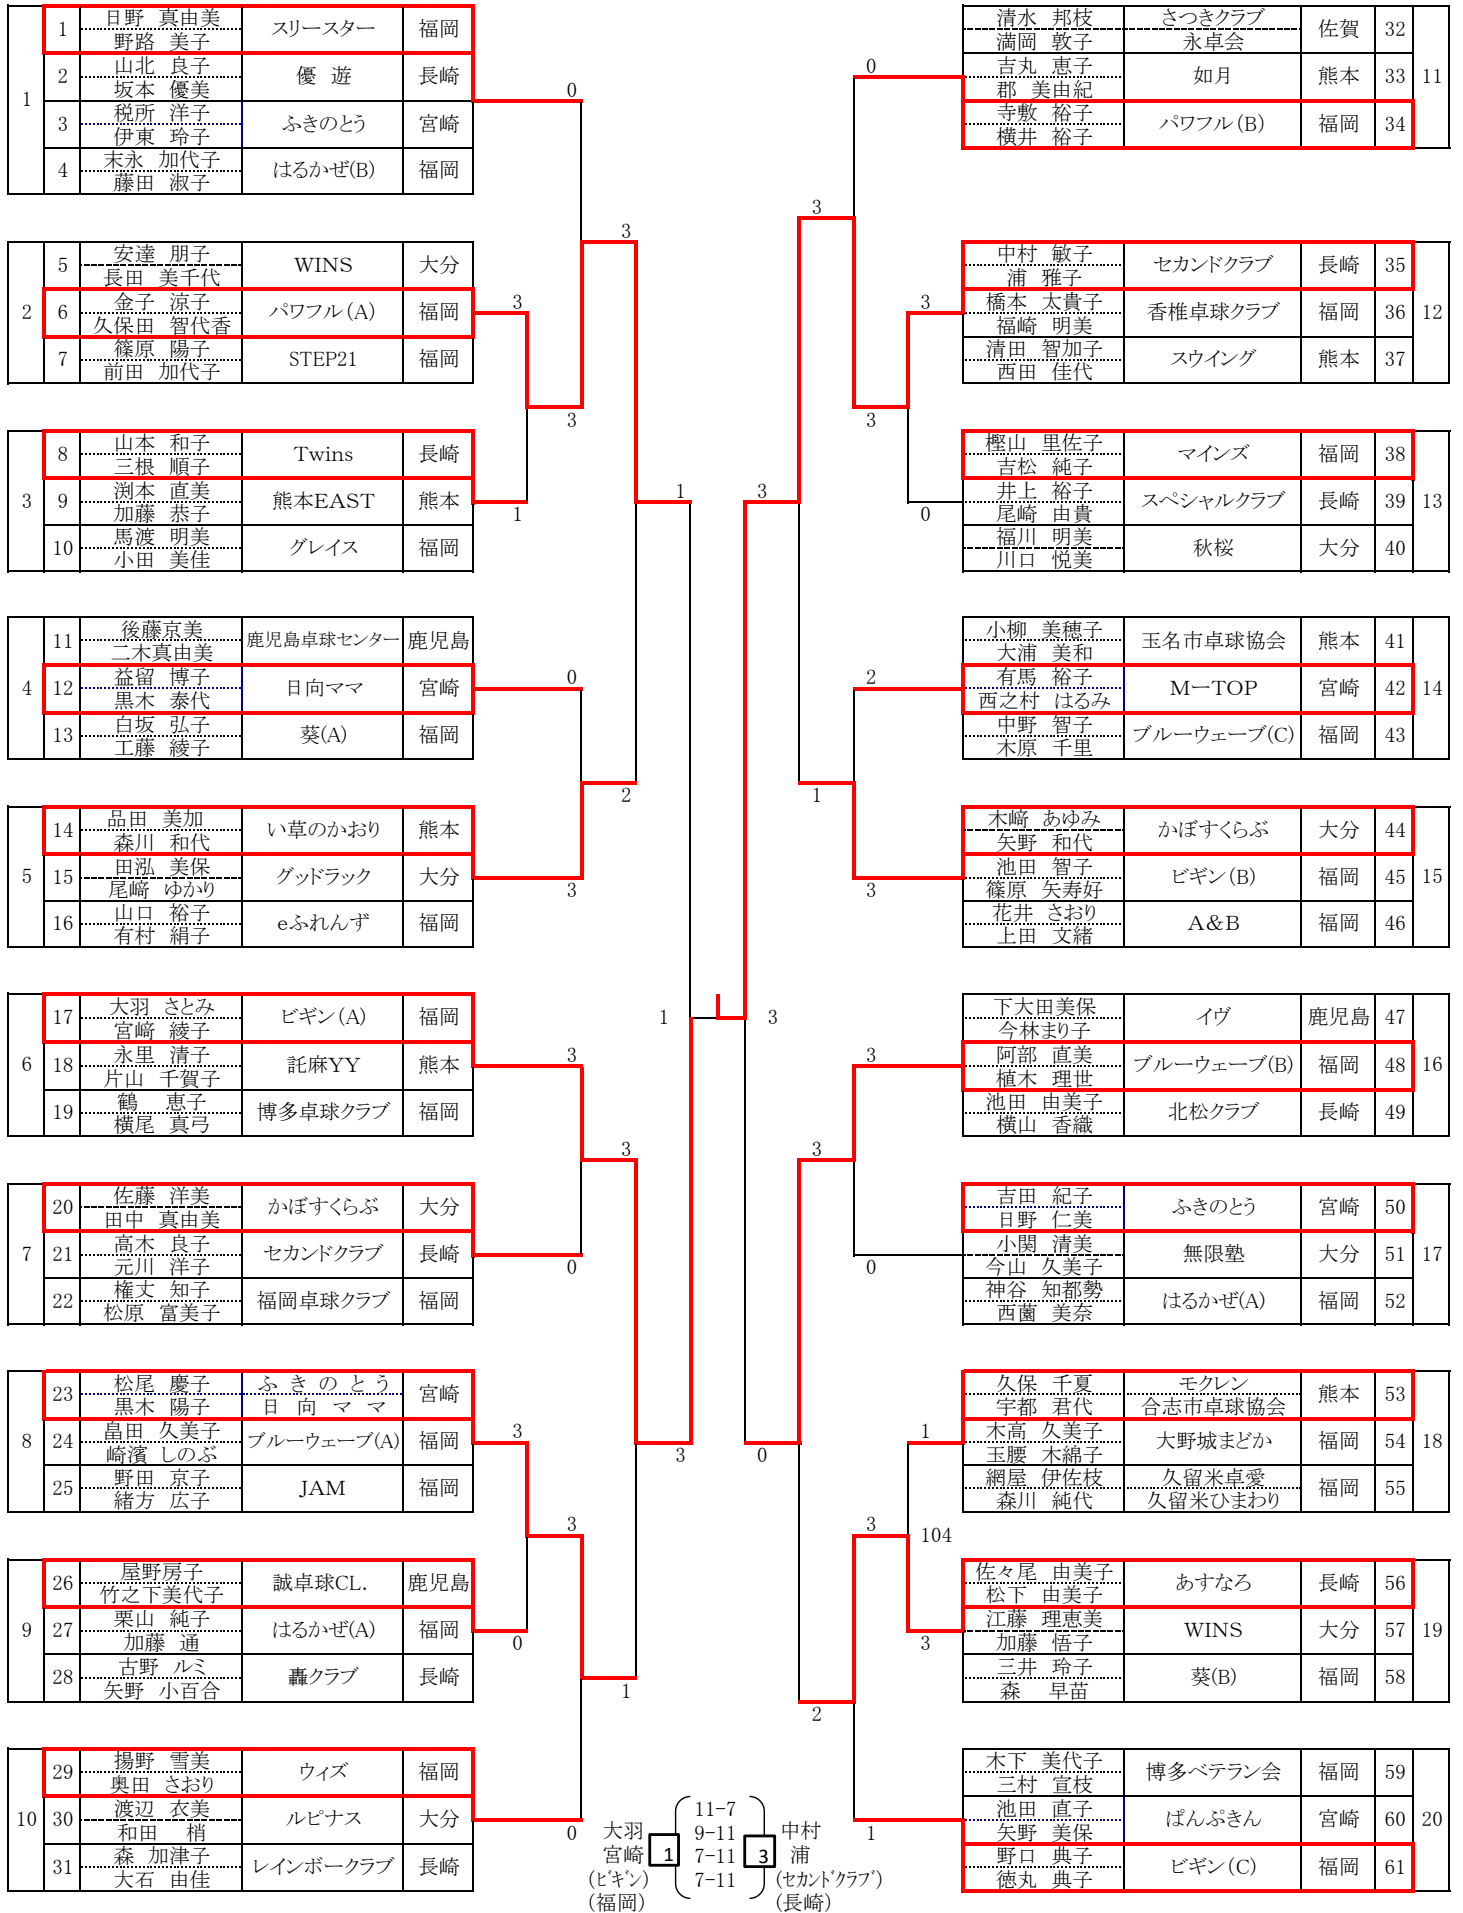 1
1 日野 真由美 スリースター 福岡
野路 美子
2 山北 良子 優 遊 長崎
坂本 優美
3 税所 洋子 ふきのとう 宮崎
伊東 玲子
4 末永 加代子 はるかぜ(B) 福岡
藤田 淑子
0
3
2
5 安達 朋子 WINS 大分
長田 美千代
6 金子 涼子 パワフル(A) 福岡
久保田 智代香
7 篠原 陽子 STEP21 福岡
前田 加代子
3
3
3
8 山本 和子 Twins 長崎
三根 順子
9 渕本 直美 熊本EAST 熊本
加藤 恭子
10 馬渡 明美 グレイス 福岡
小田 美佳
1
1
4
11 後藤京美 鹿児島卓球センター 鹿児島
二木真由美
12 益留 博子 日向ママ 宮崎
黒木 泰代
13 白坂 弘子 葵(A) 福岡
工藤 綾子
0
2
5
14 品田 美加 い草のかおり 熊本
森川 和代
15 田泓 美保 グッドラック 大分
尾崎 ゆかり
16 山口 裕子 eふれんず 福岡
有村 絹子
3
6
17 大羽 さとみ ビギン(A) 福岡
宮﨑 綾子
18 永里 清子 託麻YY 熊本
片山 千賀子
19 鶴 恵子 博多卓球クラブ 福岡
横尾 真弓
3
3
1
7
20 佐藤 洋美 かぼすくらぶ 大分
田中 真由美
21 高木 良子 セカンドクラブ 長崎
元川 洋子
22 権丈 知子 福岡卓球クラブ 福岡
松原 富美子
0
8
23 松尾 慶子 ふきのとう 宮崎
黒木 陽子 日向ママ
24 畠田 久美子 ブルーウェーブ(A) 福岡
崎濱 しのぶ
25 野田 京子 JAM 福岡
緒方 広子
3
3
3
9
26 屋野房子 誠卓球CL. 鹿児島
竹之下美代子
27 栗山 純子 はるかぜ(A) 福岡
加藤 通
28 古野 ルミ 轟クラブ 長崎
矢野 小百合
0
1
10
29 揚野 雪美 ウィズ 福岡
奥田 さおり
30 渡辺 衣美 ルピナス 大分
和田 梢
31 森 加津子 レインボークラブ 長崎
大石 由佳
0
清水 邦枝 さつきクラブ 佐賀 32
満岡 敦子 永卓会
吉丸 恵子 如月 熊本 33
郡 美由紀
寺敷 裕子 パワフル(B) 福岡 34
横井 裕子
11
0
3
中村 敏子 セカンドクラブ 長崎 35
浦 雅子
橋本 太貴子 香椎卓球クラブ 福岡 36
福崎 明美
清田 智加子 スウイング 熊本 37
西田 佳代
12
3
3
樫山 里佐子 マインズ 福岡 38
吉松 純子
井上 裕子 スペシャルクラブ 長崎 39
尾崎 由貴
福川 明美 秋桜 大分 40
川口 悦美
13
0
3
小柳 美穂子 玉名市卓球協会 熊本 41
大浦 美和
有馬 裕子 MーTOP 宮崎 42
西之村 はるみ
中野 智子 ブルーウェーブ(C) 福岡 43
木原 千里
14
2
1
木﨑 あゆみ かぼすくらぶ 大分 44
矢野 和代
池田 智子 ビギン(B) 福岡 45
篠原 矢寿好
花井 さおり A&B 福岡 46
上田 文緒
15
3
3
下大田美保 イヴ 鹿児島 47
今林まり子
阿部 直美 ブルーウェーブ(B) 福岡 48
植木 理世
池田 由美子 北松クラブ 長崎 49
横山 香織
16
3
3
吉田 紀子 ふきのとう 宮崎 50
日野 仁美
小関 清美 無限塾 大分 51
今山 久美子
神谷 知都勢 はるかぜ(A) 福岡 52
西薗 美奈
17
0
久保 千夏 モクレン 熊本 53
宇都 君代 合志市卓球協会
木高 久美子 大野城まどか 福岡 54
玉腰 木綿子
網屋 伊佐枝 久留米卓愛 福岡 55
森川 純代 久留米ひまわり
18
1
0
3
104
佐々尾 由美子 あすなろ 長崎 56
松下 由美子
江藤 理恵美 WINS 大分 57
加藤 悟子
三井 玲子 葵(B) 福岡 58
森 早苗
19
3
2
木下 美代子 博多ベテラン会 福岡 59
三村 宣枝
池田 直子 ぱんぷきん 宮崎 60
矢野 美保
野口 典子 ビギン(C) 福岡 61
徳丸 典子
20
1
11-7
大羽 9-11 中村
宮崎 1 7-11 3 浦
(ビギン) 7-11 (セカンドクラブ)
(福岡) (長崎)